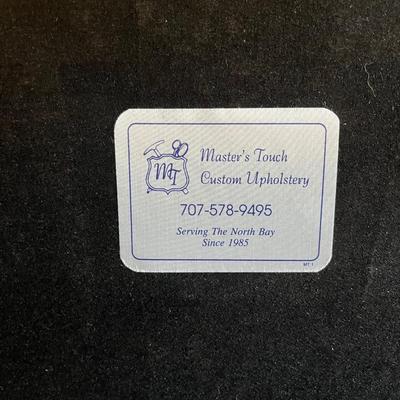 MT
Master's Touch
Custom Upholstery
707-578-9495
Serving The North Bay
Since 1985
MT 1